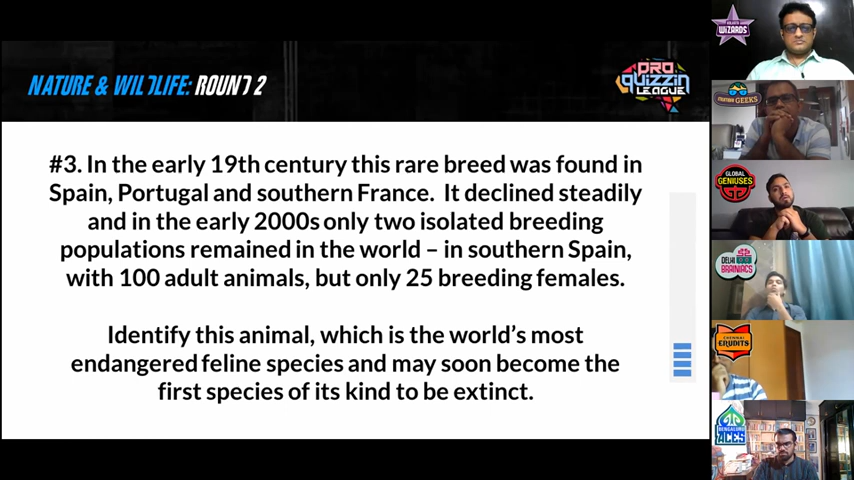 NATURE & WILDLIFE: ROUND 2
PRO
QUIZZIN
LEAGUE
#3. In the early 19th century this rare breed was found in
Spain, Portugal and southern France. It declined steadily
and in the early 2000s only two isolated breeding
populations remained in the world – in southern Spain,
with 100 adult animals, but only 25 breeding females.
Identify this animal, which is the world's most
endangered feline species and may soon become the
first species of its kind to be extinct.
WIZARDS
GEEKS
GLOBAL
GENIUSES
DELHI
BRAINIACS
CHENNAI
ERUDITS
BENGALURU
ACES